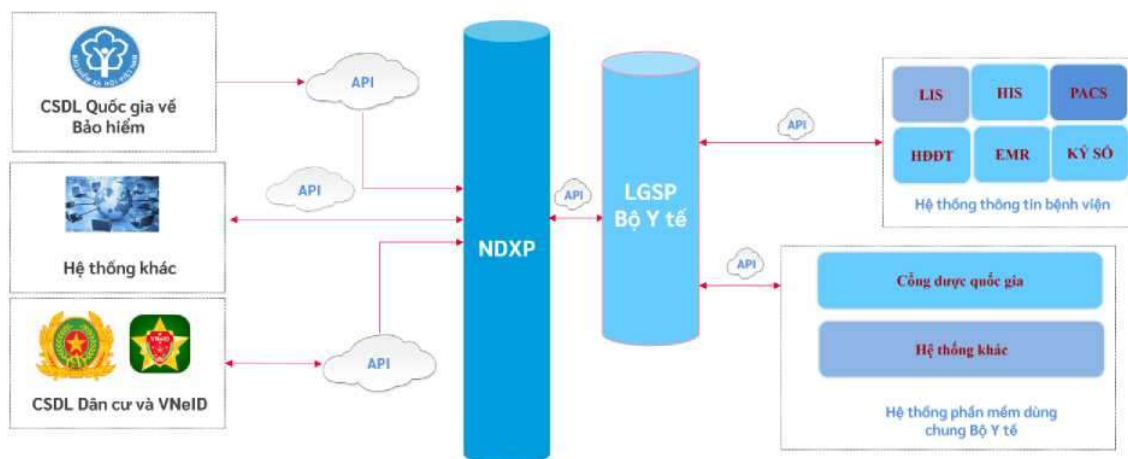 CSDL Quốc gia về
Bảo hiểm
API
Hệ thống khác
API
VNeID
CSDL Dân cư và VNeID
API
NDXP
API
LGSP
Bộ Y tế
API
LIS
HIS
PACS
HĐĐT
EMR
KÝ SỐ
Hệ thống thông tin bệnh viện
API
Cổng dược quốc gia
Hệ thống khác
Hệ thống phần mềm dùng
chung Bộ Y tế